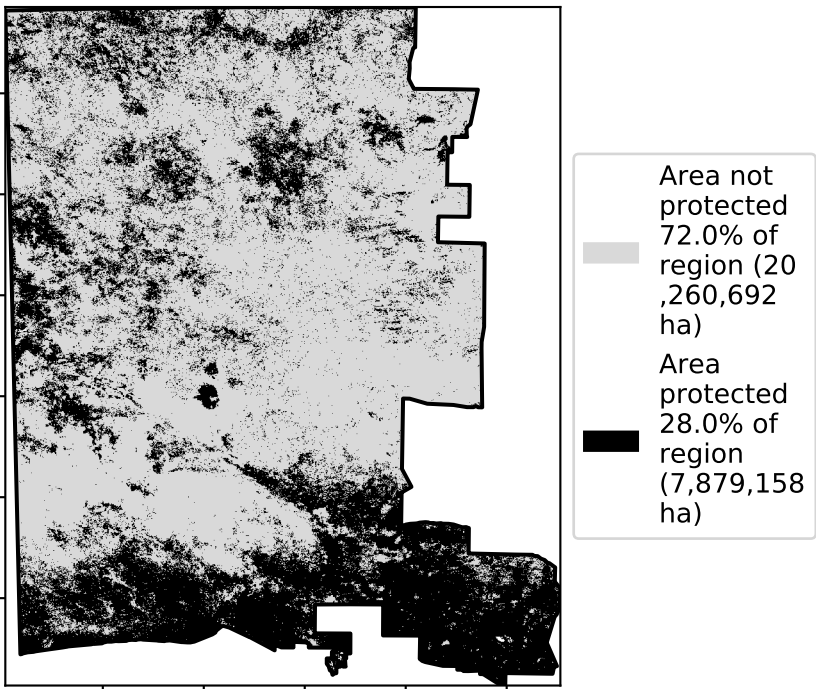 Area not
protected
72.0% of
region (20
,260,692
ha)
Area
protected
28.0% of
region
(7,879,158
ha)